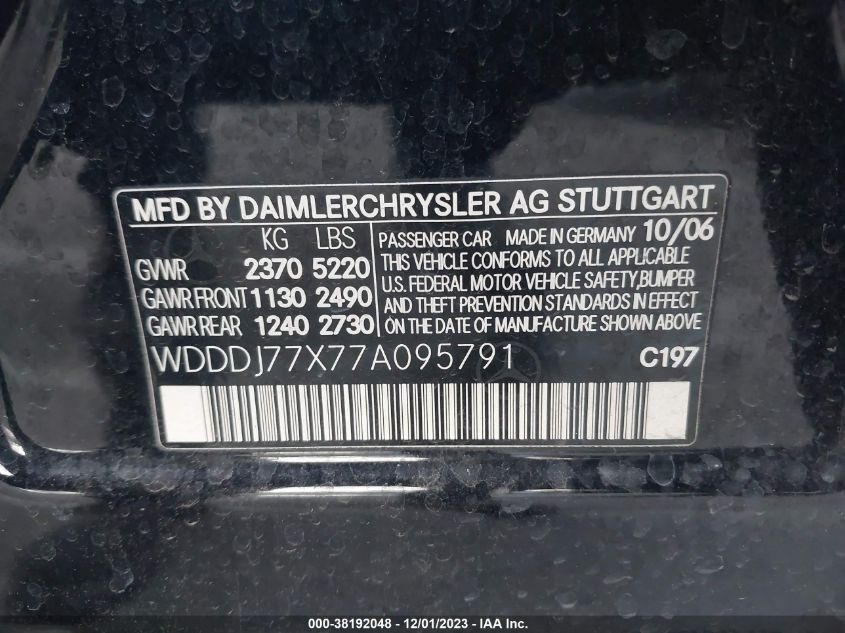 MFD BY DAIMLERCHRYSLER AG STUTTGART
KG LBS
GVWR 2370 5220
GAWR FRONT 1130 2490
GAWR REAR 1240 2730
PASSENGER CAR MADE IN GERMANY 10/06
THIS VEHICLE CONFORMS TO ALL APPLICABLE
U.S. FEDERAL MOTOR VEHICLE SAFETY, BUMPER
AND THEFT PREVENTION STANDARDS IN EFFECT
ON THE DATE OF MANUFACTURE SHOWN ABOVE
WDDDJ77X77A095791 C197
000-38192048 - 12/01/2023 - IAA Inc.